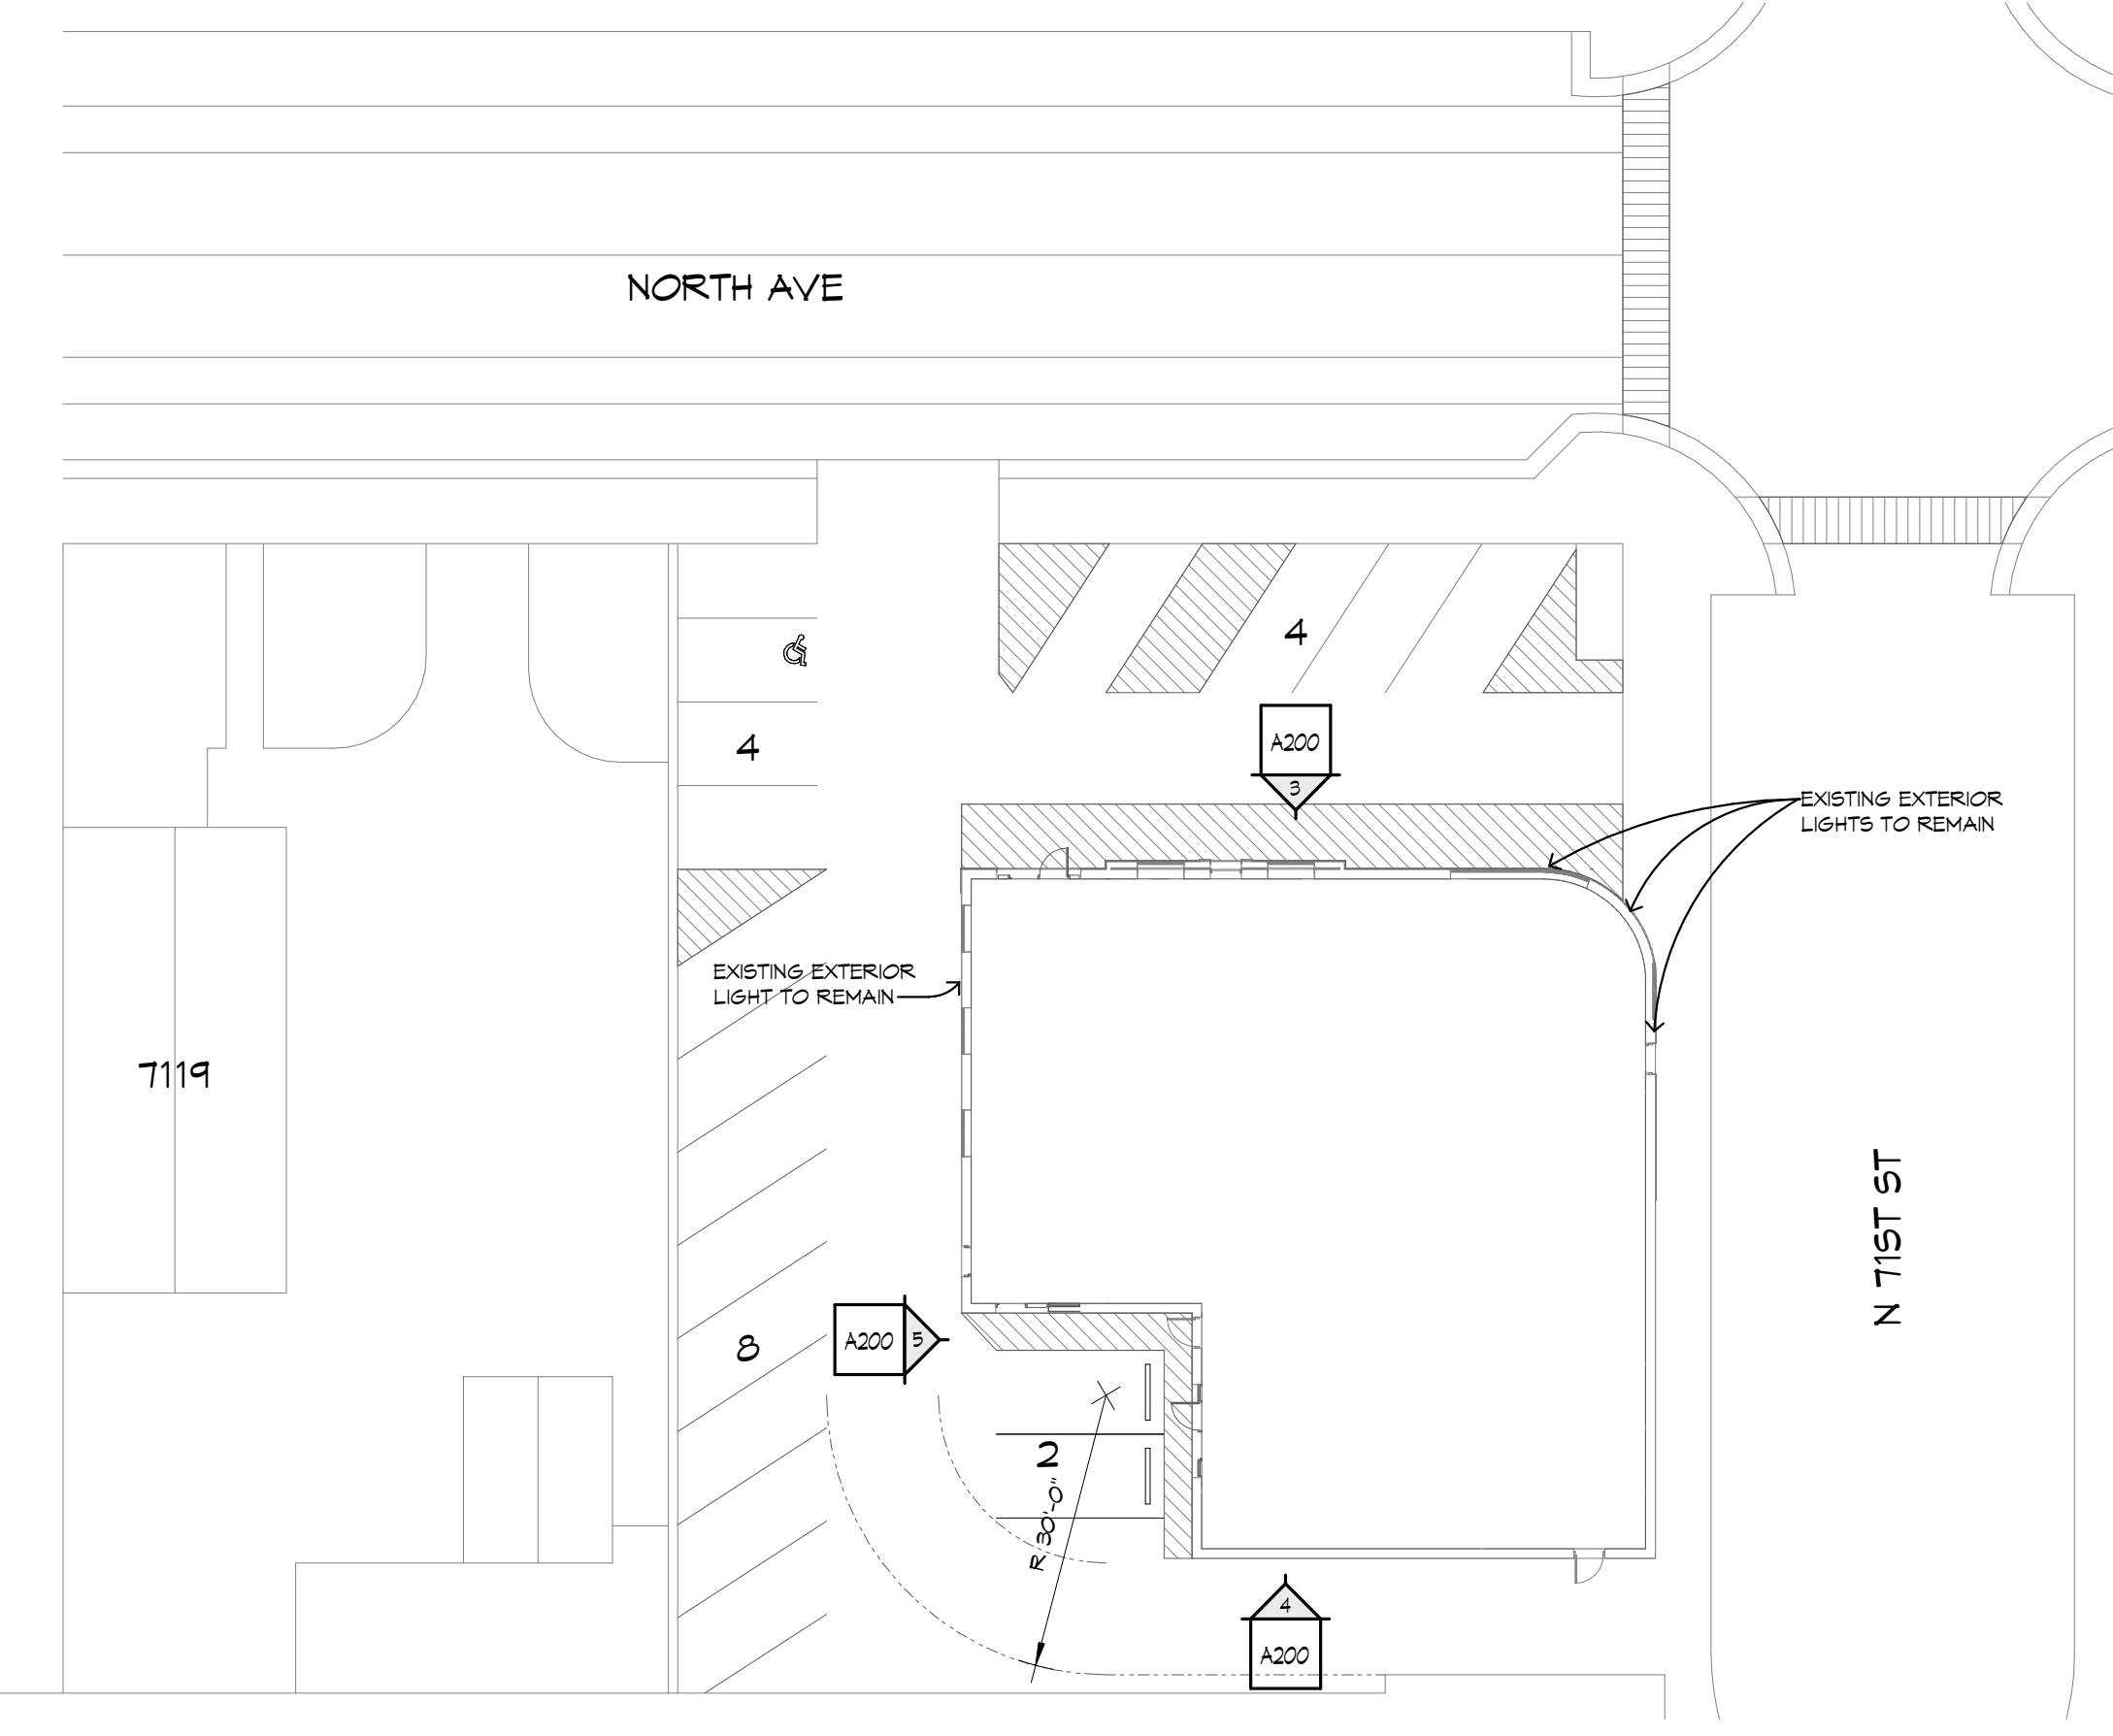 NORTH AVE
4
4
A200
3
EXISTING EXTERIOR
LIGHTS TO REMAIN
EXISTING EXTERIOR
LIGHT TO REMAIN
7119
N 71ST ST
8
A200
5
2
R 30'-0"
4
A200